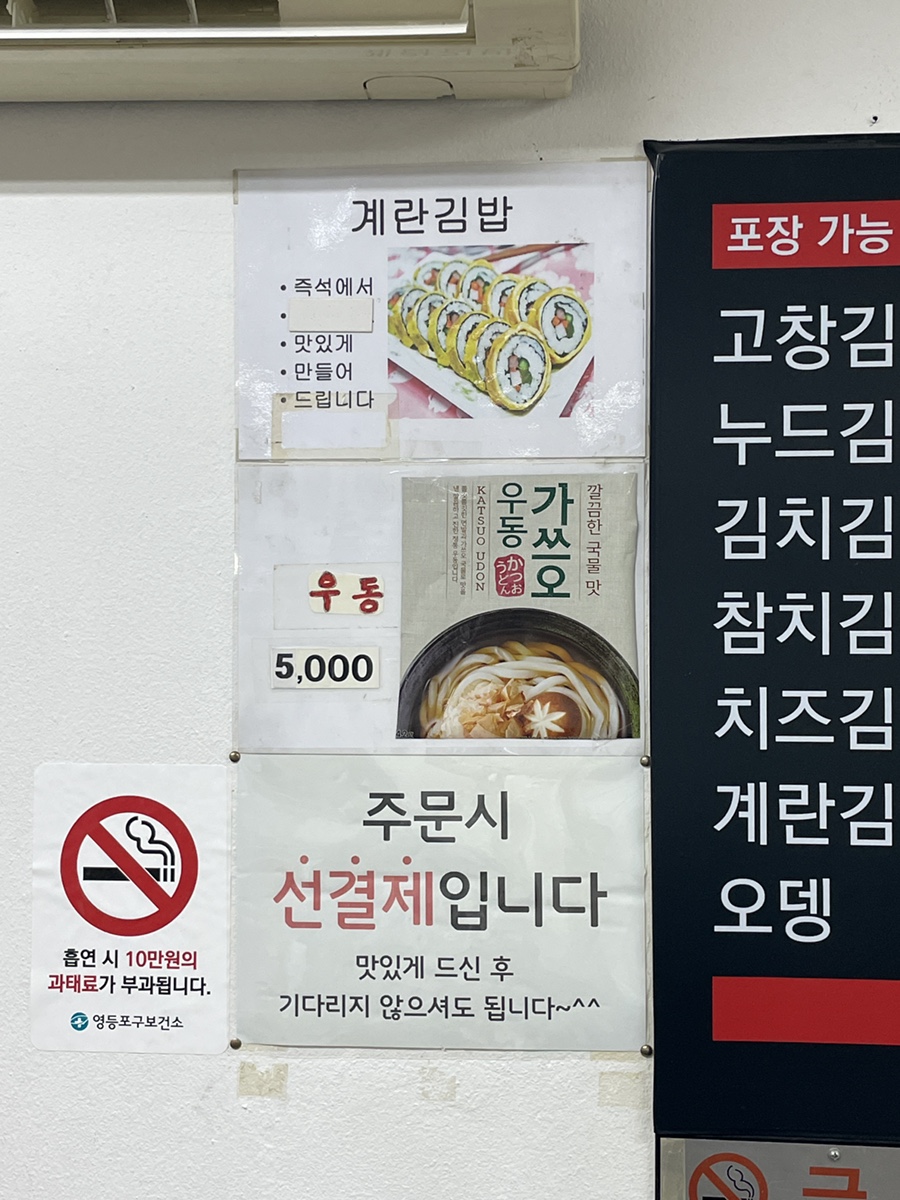 계란김밥
• 즉석에서
•
• 맛있게
• 만들어
• 드립니다
깔끔한 국물 맛
가쓰오
우동
かつお
うどん
KATSUO UDON
우동
5,000
주문시
선결제입니다
맛있게 드신 후
기다리지 않으셔도 됩니다~^^
흡연 시 10만원의
과태료가 부과됩니다.
영등포구보건소
포장 가능
고창김
누드김
김치김
참치김
치즈김
계란김
오뎅